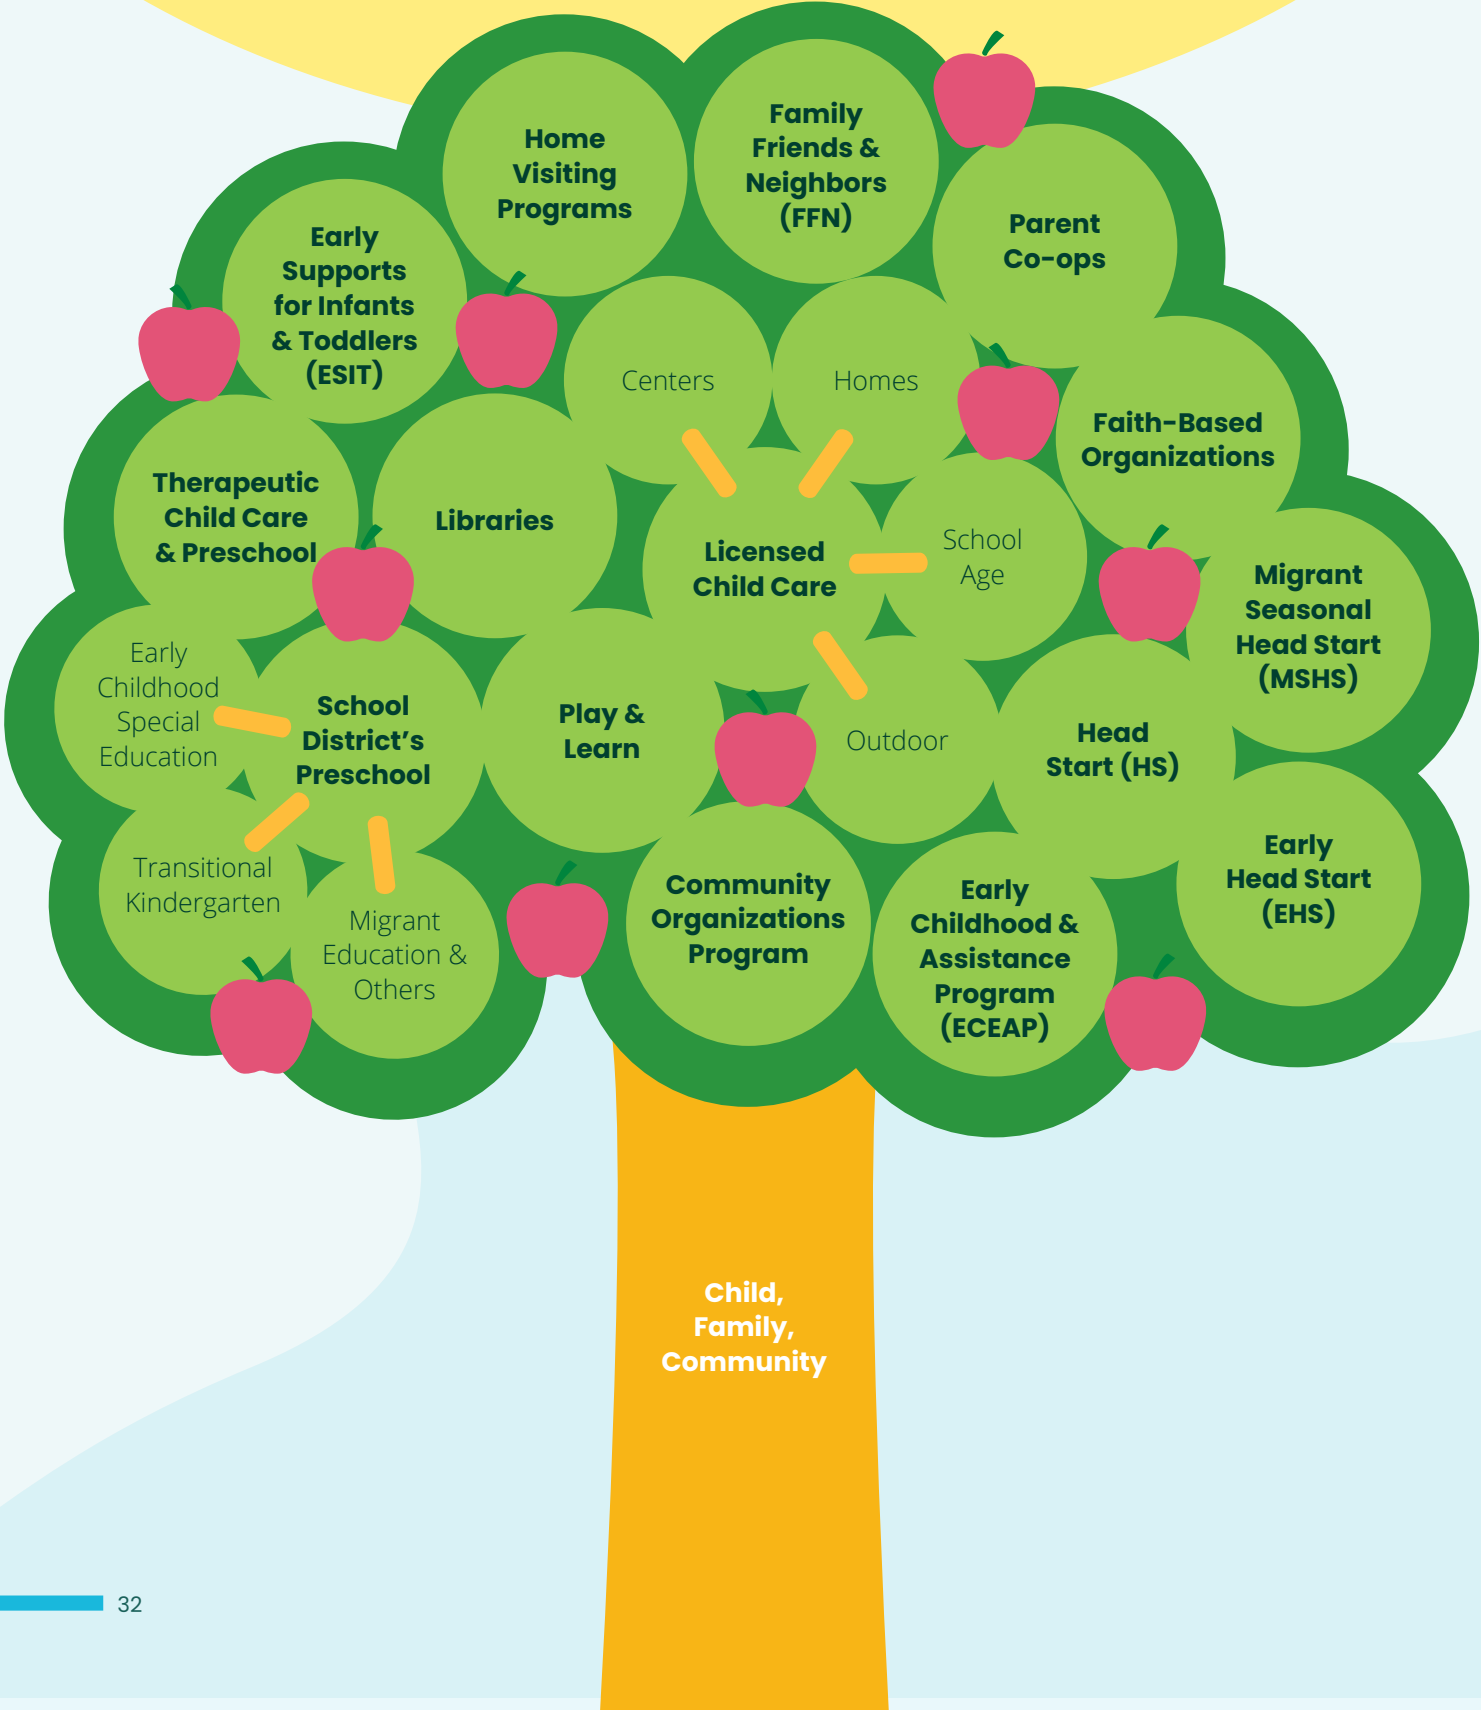 Home
Visiting
Programs
Family
Friends &
Neighbors
(FFN)
Parent
Co-ops
Early
Supports
for Infants
& Toddlers
(ESIT)
Centers
Homes
Faith-Based
Organizations
Therapeutic
Child Care
& Preschool
Libraries
Licensed
Child Care
School
Age
Migrant
Seasonal
Head Start
(MSHS)
Early
Childhood
Special
Education
School
District’s
Preschool
Play &
Learn
Outdoor
Head
Start (HS)
Transitional
Kindergarten
Migrant
Education &
Others
Community
Organizations
Program
Early
Childhood &
Assistance
Program
(ECEAP)
Early
Head Start
(EHS)
Child,
Family,
Community
32